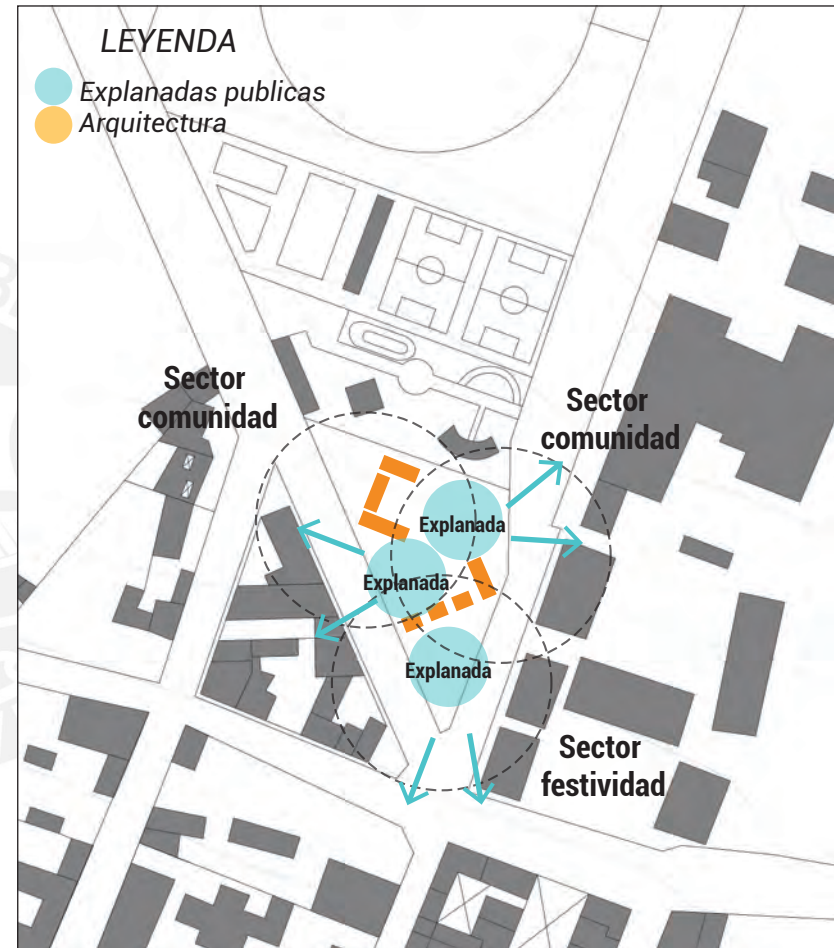 LEYENDA
Explanadas publicas
Arquitectura
Sector
comunidad
Sector
comunidad
Explanada
Explanada
Explanada
Sector
festividad